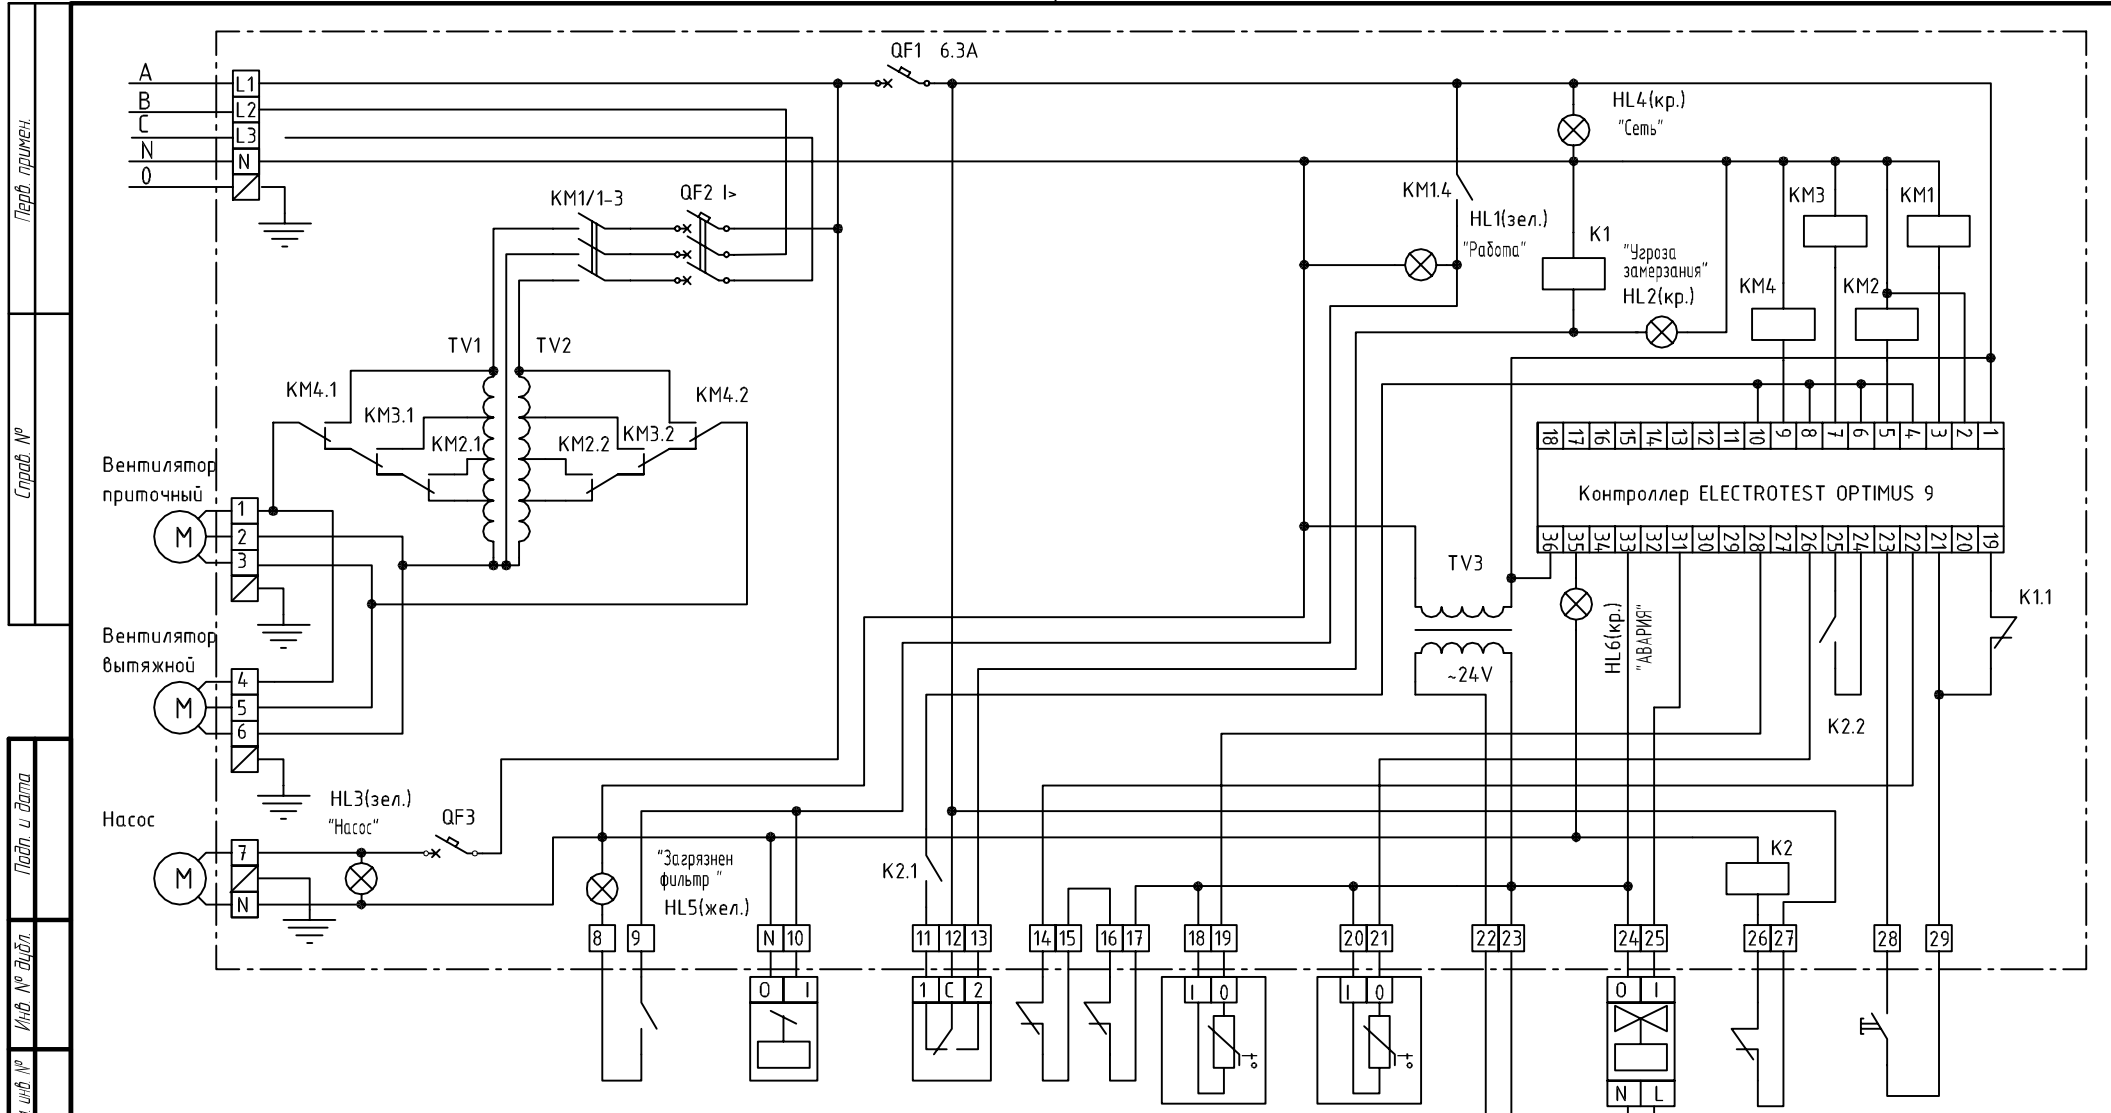 QF1 6.3A
A
L1
B
L2
C
L3
N
N
0
HL4(кр.)
"Сеть"
KM1/1-3
QF2 I>
KM1.4
HL1(зел.)
"Работа"
K1
"Угроза
замерзания"
HL2(кр.)
KM3
KM1
KM4
KM2
TV1
TV2
KM4.1
KM3.1
KM2.1
KM2.2
KM3.2
KM4.2
18 17 16 15 14 13 12 11 10 9 8 7 6 5 4 3 2 1
Контроллер ELECTROTEST OPTIMUS 9
36 35 34 33 32 31 30 29 28 27 26 25 24 23 22 21 20 19
Вентилятор
приточный
M
1
2
3
TV3
~24V
HL6(кр.)
"АВАРИЯ"
K1.1
K2.2
Вентилятор
вытяжной
M
4
5
6
Насос
HL3(зел.)
"Насос"
QF3
M
7
N
"Загрязнен
фильтр "
HL5(жел.)
K2.1
K2
8 9 N 10 11 12 13 14 15 16 17 18 19 20 21 22 23 24 25 26 27 28 29
O I 1 C 2 I O I O O I
t° t°
N L
Перв. примен.
Справ. №
Подп. и дата
Инв. № дубл.
инв. №